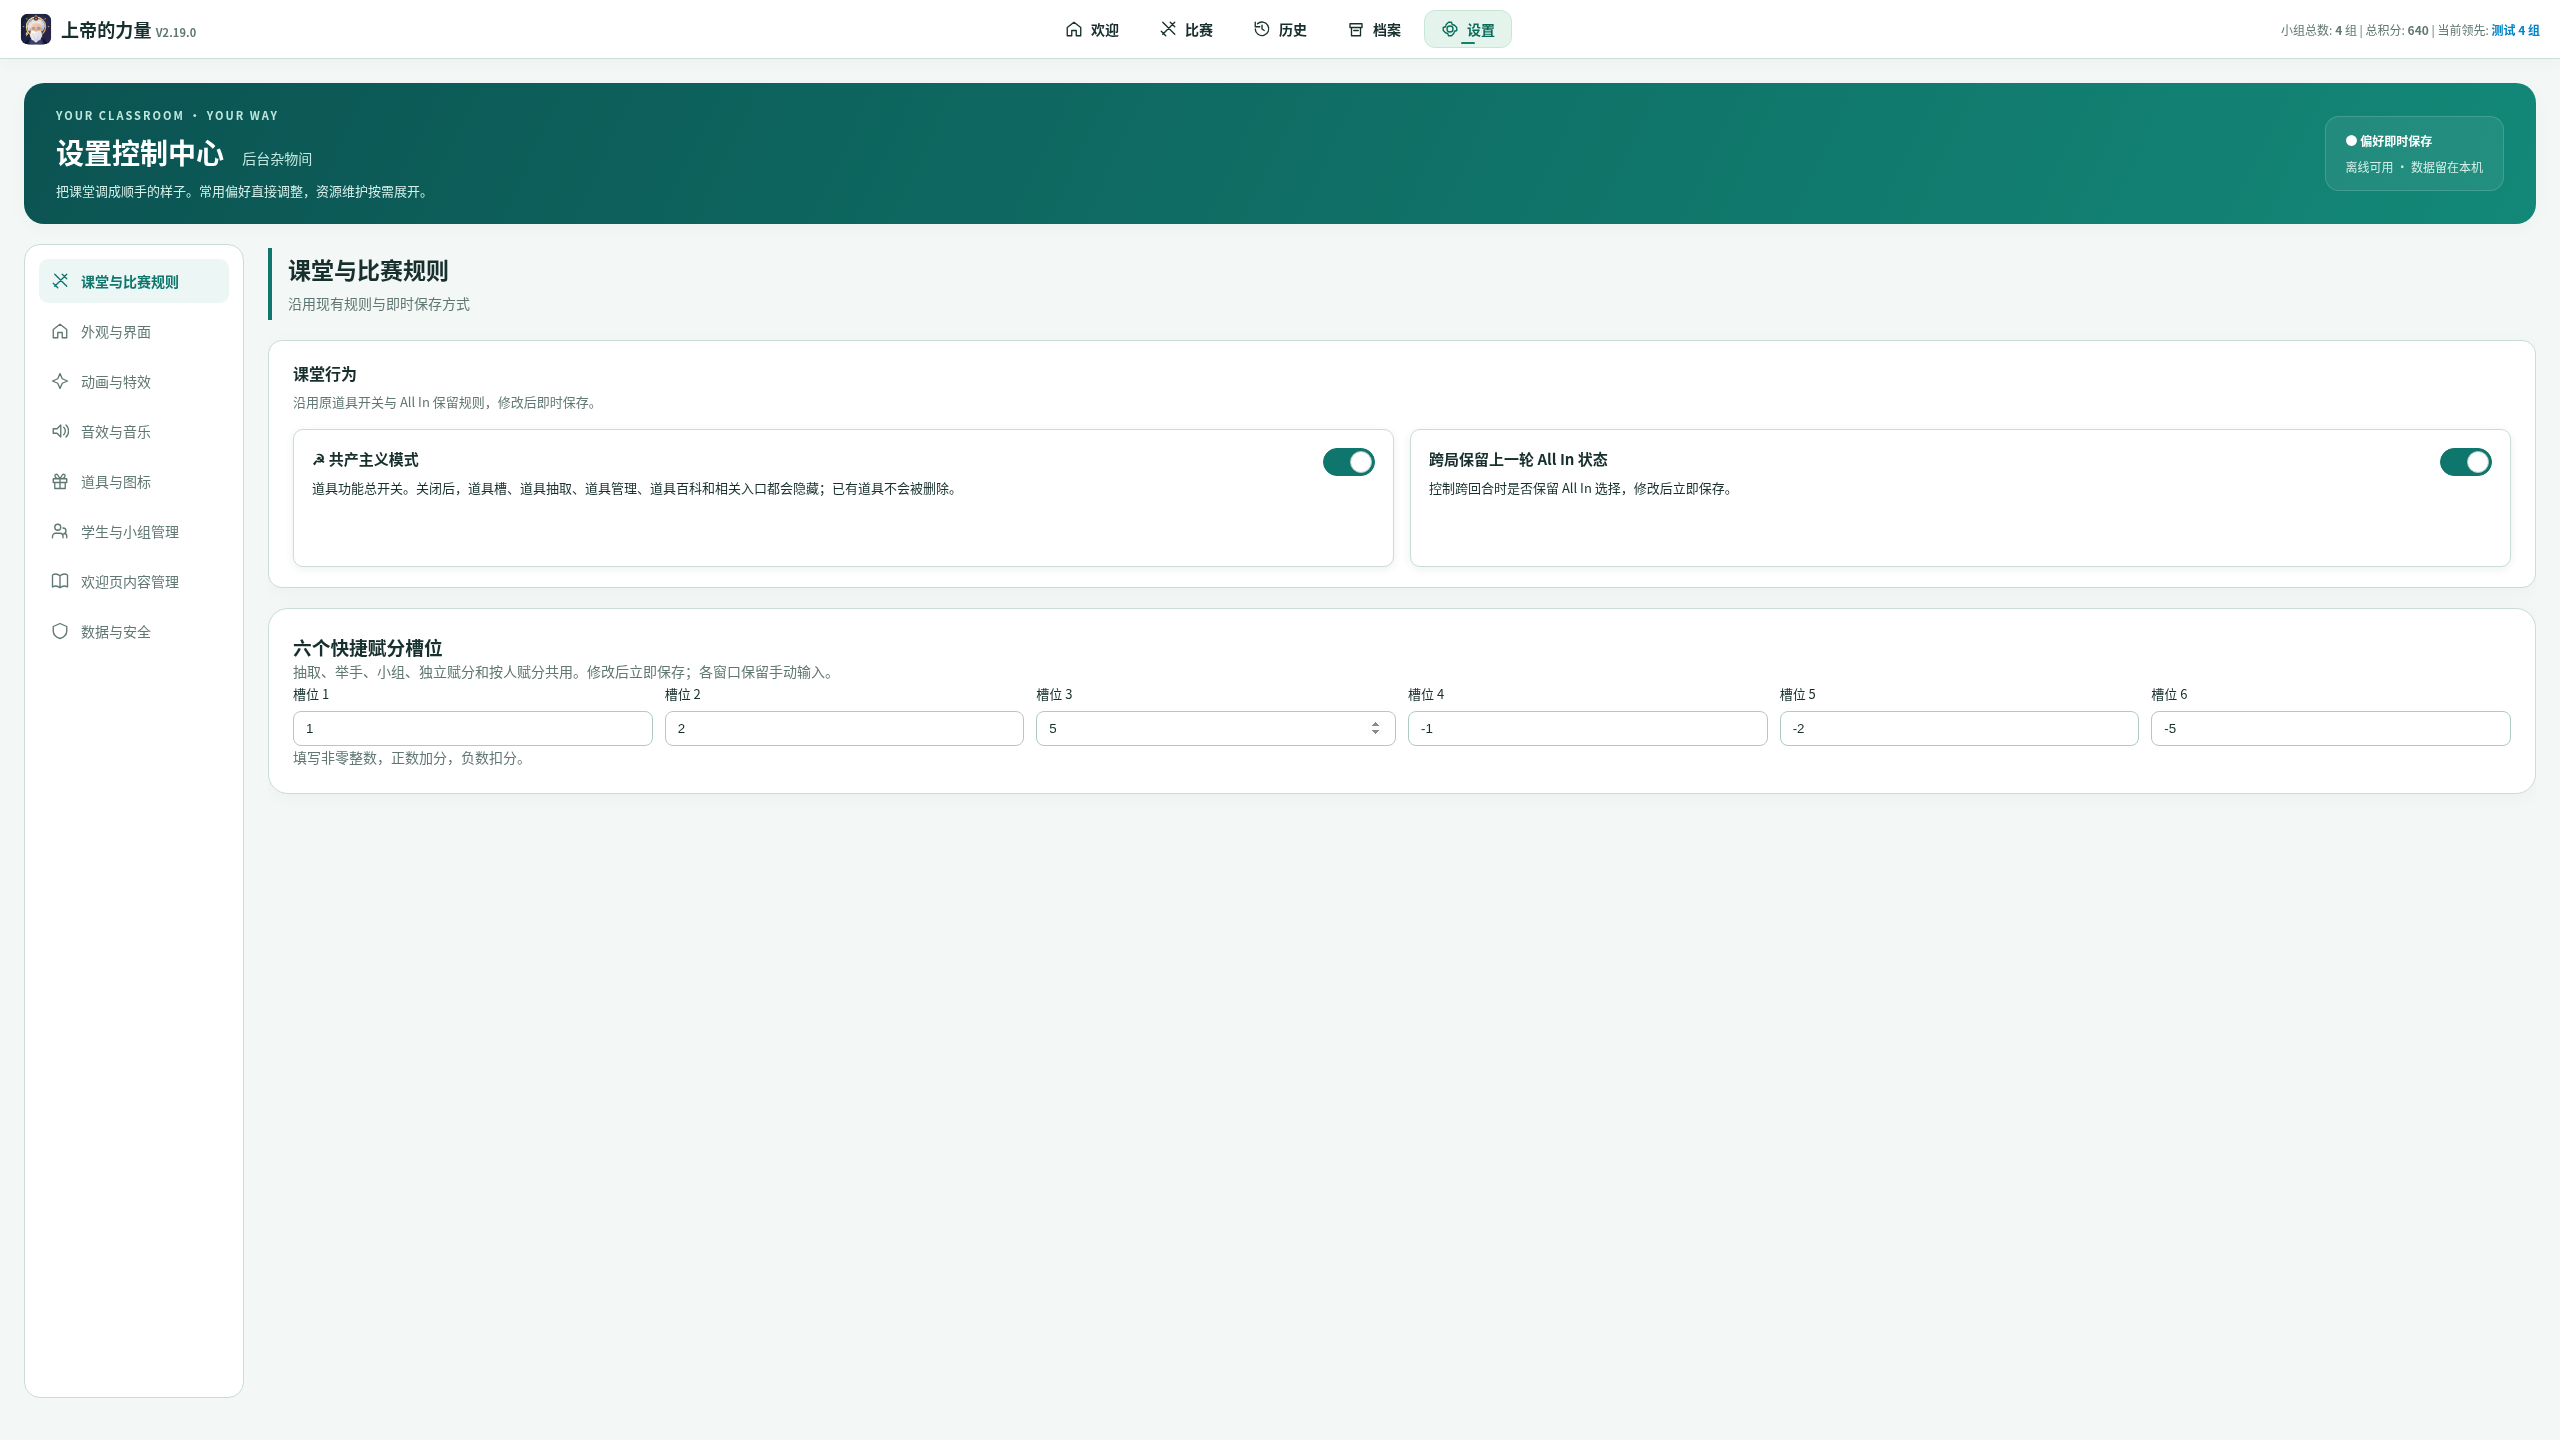 上帝的力量 V2.19.0
欢迎
比赛
历史
档案
设置
小组总数: 4 组 | 总积分: 640 | 当前领先: 测试 4 组
YOUR CLASSROOM · YOUR WAY
设置控制中心 后台杂物间
把课堂调成顺手的样子。常用偏好直接调整，资源维护按需展开。
偏好即时保存
离线可用 · 数据留在本机
课堂与比赛规则
外观与界面
动画与特效
音效与音乐
道具与图标
学生与小组管理
欢迎页内容管理
数据与安全
课堂与比赛规则
沿用现有规则与即时保存方式
课堂行为
沿用原道具开关与 All In 保留规则，修改后即时保存。
☭ 共产主义模式
道具功能总开关。关闭后，道具槽、道具抽取、道具管理、道具百科和相关入口都会隐藏；已有道具不会被删除。
跨局保留上一轮 All In 状态
控制跨回合时是否保留 All In 选择，修改后立即保存。
六个快捷赋分槽位
抽取、举手、小组、独立赋分和按人赋分共用。修改后立即保存；各窗口保留手动输入。
槽位 1
槽位 2
槽位 3
槽位 4
槽位 5
槽位 6
1
2
5
-1
-2
-5
填写非零整数，正数加分，负数扣分。